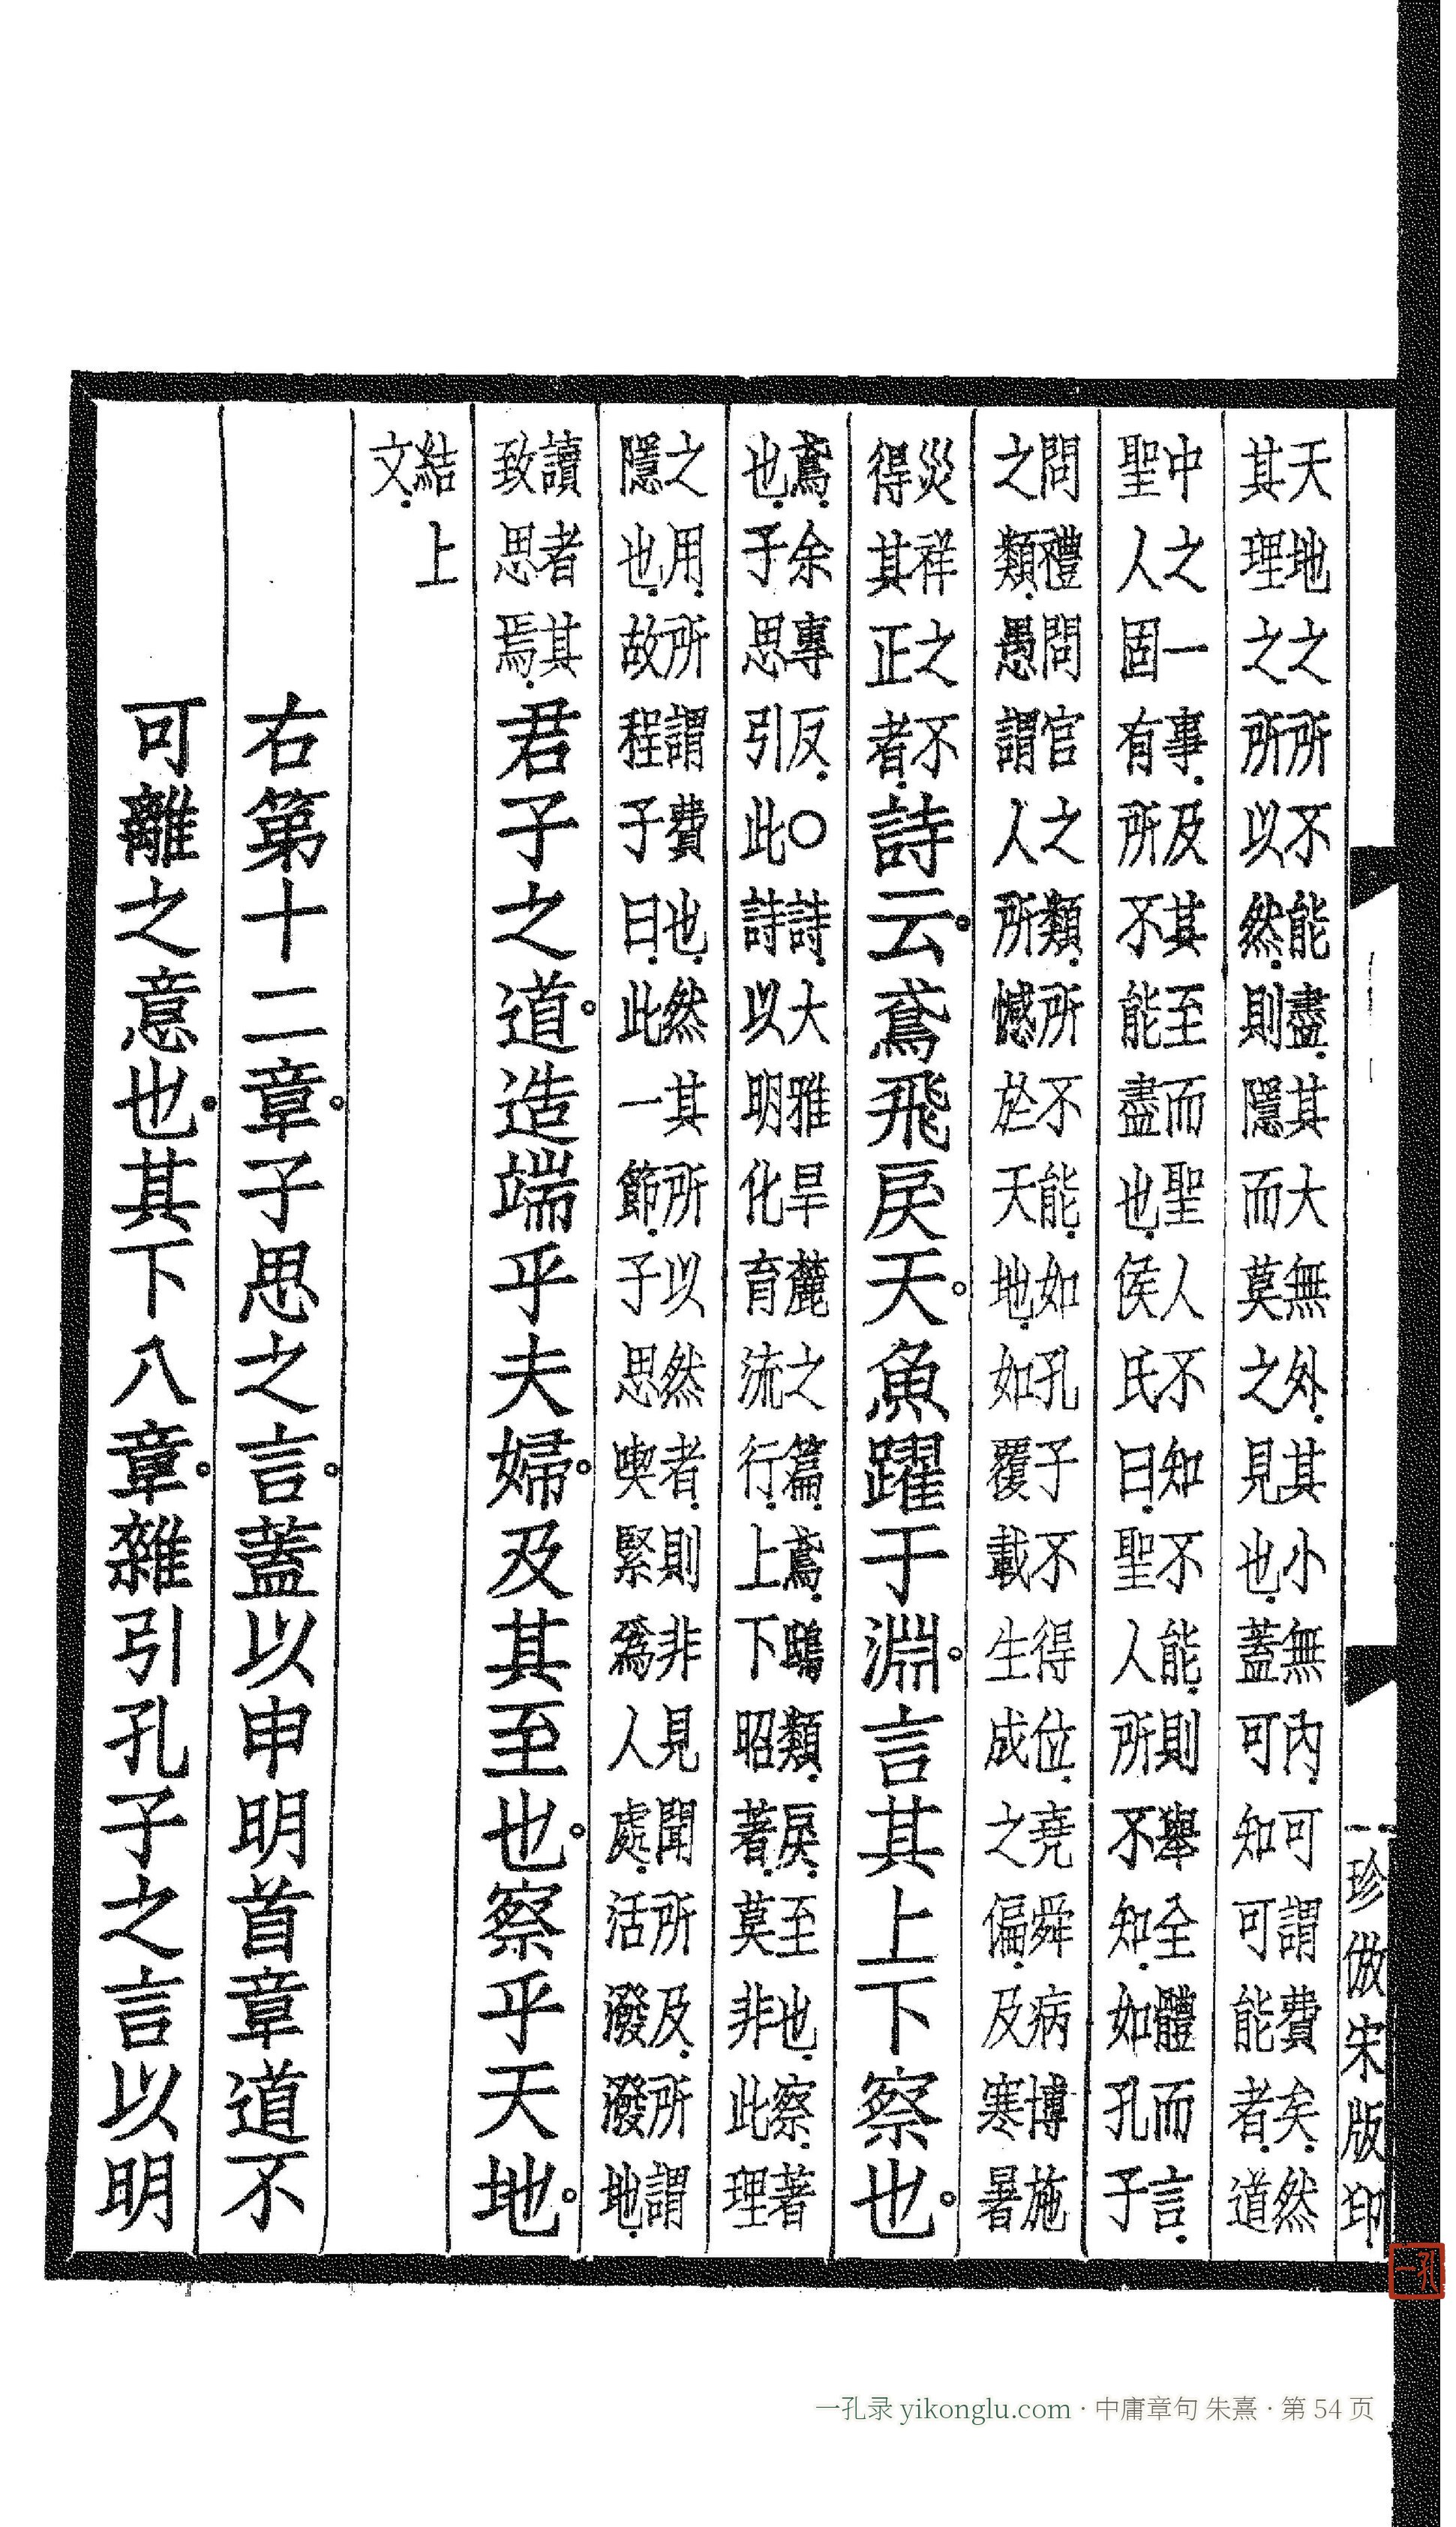 珍倣宋版印
天地之所不能盡．其大無外．其小無內．可謂費矣．然
其理之所以然．則隱而莫之見也．蓋可知可能者．道
中之一事．及其至而聖人不知不能．則舉全體而言．
聖人固有所不能盡也．侯氏曰．聖人所不知．如孔子
問禮問官之類．所不能．如孔子不得位．堯舜病博施
之類．愚謂人所憾於天地．如覆載生成之偏．及寒暑
災祥之不
得其正者．
詩云。鳶飛戾天。魚躍于淵。言其上下察也。
鳶．余專反．○詩．大雅旱麓之篇．鳶．鴟類．戾．至也．察．著
也．子思引此詩以明化育流行．上下昭著．莫非此理
之用．所謂費也．然其所以然者．則非見聞所及．所謂
隱也．故程子曰．此一節．子思喫緊爲人處．活潑潑地．
讀者其
致思焉．
君子之道。造端乎夫婦。及其至也。察乎天地。
結上
文．
右第十二章。子思之言。蓋以申明首章道不
可離之意也。其下八章。雜引孔子之言以明
一孔
一孔录 yikonglu.com · 中庸章句 朱熹 · 第 54 页